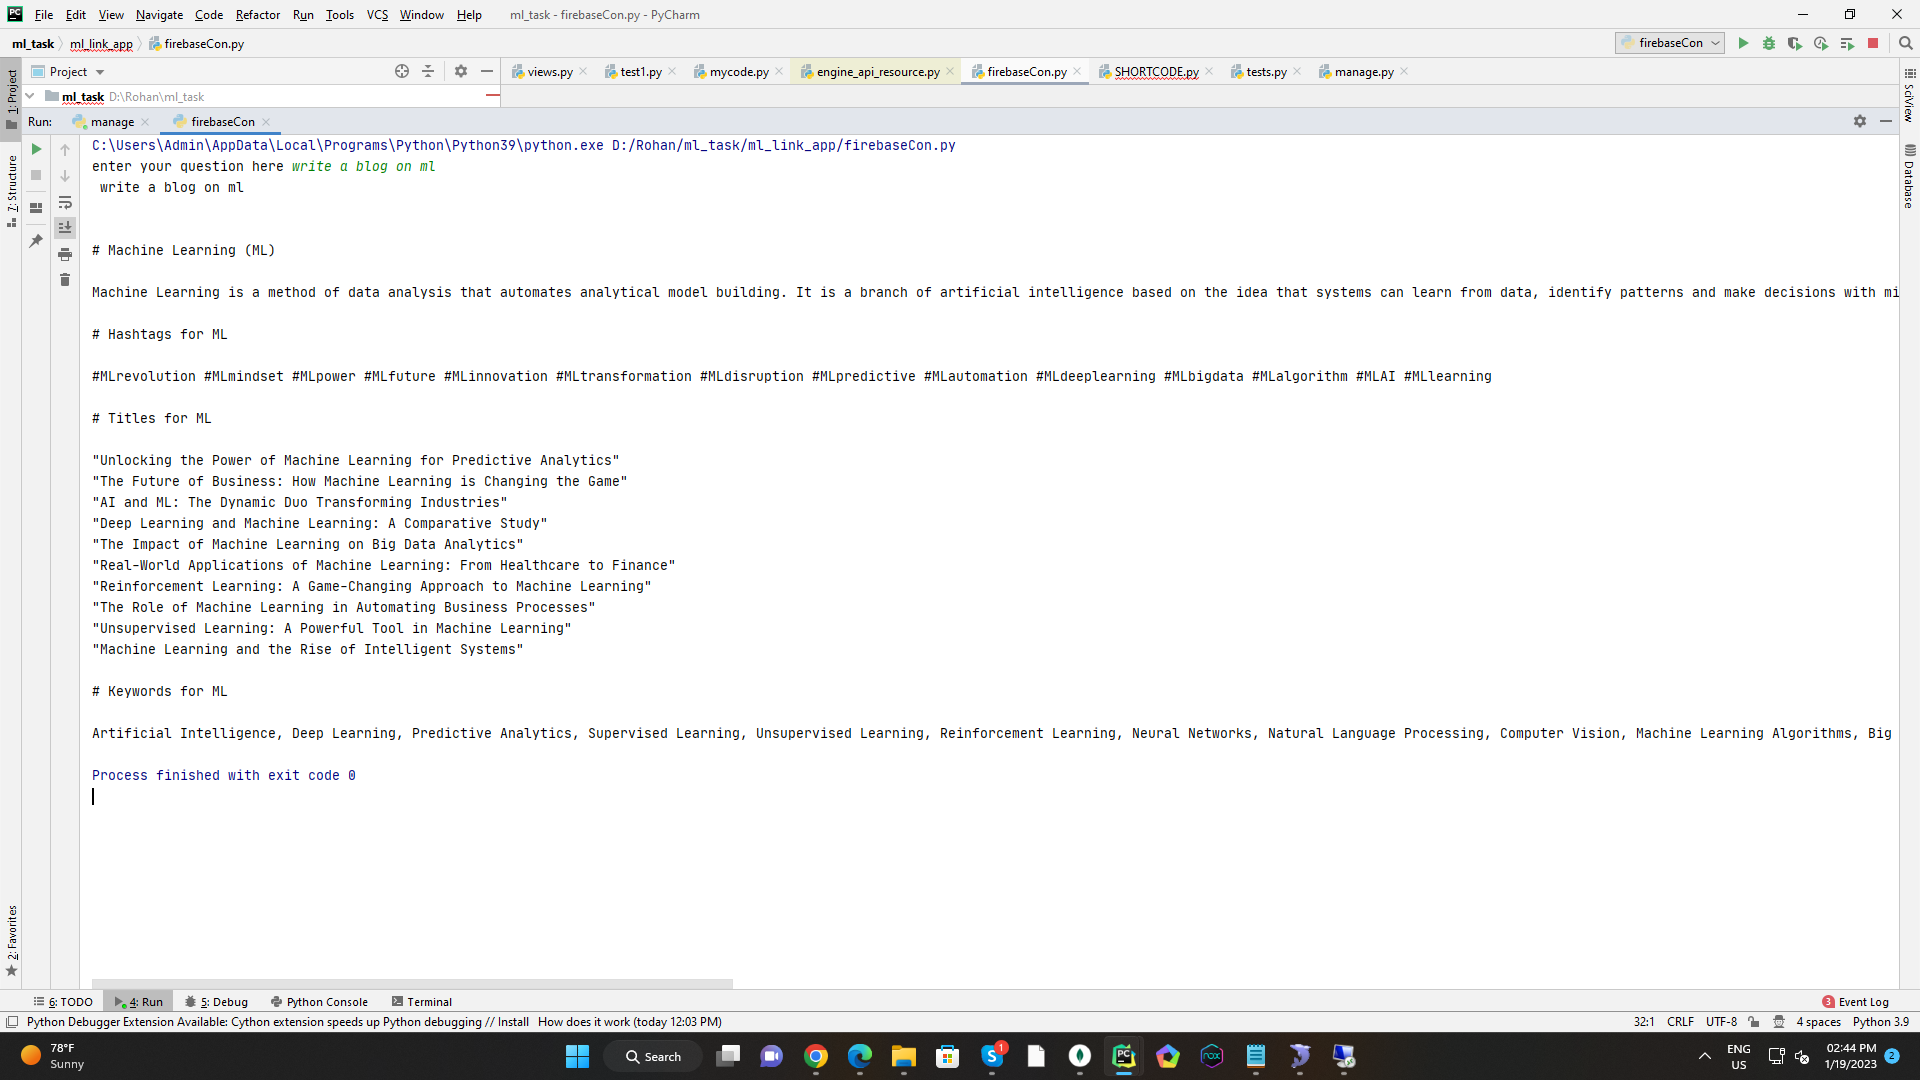 File Edit View Navigate Code Refactor Run Tools VCS Window Help ml_task - firebaseCon.py - PyCharm
ml_task ml_link_app firebaseCon.py firebaseCon
Project views.py test1.py mycode.py engine_api_resource.py firebaseCon.py SHORTCODE.py tests.py manage.py
ml_task D:\Rohan\ml_task
Run: manage firebaseCon
C:\Users\Admin\AppData\Local\Programs\Python\Python39\python.exe D:/Rohan/ml_task/ml_link_app/firebaseCon.py
enter your question here write a blog on ml
write a blog on ml
# Machine Learning (ML)
Machine Learning is a method of data analysis that automates analytical model building. It is a branch of artificial intelligence based on the idea that systems can learn from data, identify patterns and make decisions with mi
# Hashtags for ML
#MLrevolution #MLmindset #MLpower #MLfuture #MLinnovation #MLtransformation #MLdisruption #MLpredictive #MLautomation #MLdeeplearning #MLbigdata #MLalgorithm #MLAI #MLlearning
# Titles for ML
"Unlocking the Power of Machine Learning for Predictive Analytics"
"The Future of Business: How Machine Learning is Changing the Game"
"AI and ML: The Dynamic Duo Transforming Industries"
"Deep Learning and Machine Learning: A Comparative Study"
"The Impact of Machine Learning on Big Data Analytics"
"Real-World Applications of Machine Learning: From Healthcare to Finance"
"Reinforcement Learning: A Game-Changing Approach to Machine Learning"
"The Role of Machine Learning in Automating Business Processes"
"Unsupervised Learning: A Powerful Tool in Machine Learning"
"Machine Learning and the Rise of Intelligent Systems"
# Keywords for ML
Artificial Intelligence, Deep Learning, Predictive Analytics, Supervised Learning, Unsupervised Learning, Reinforcement Learning, Neural Networks, Natural Language Processing, Computer Vision, Machine Learning Algorithms, Big
Process finished with exit code 0
1: Project
7: Structure
2: Favorites
SciView
Database
6: TODO 4: Run 5: Debug Python Console Terminal 3 Event Log
Python Debugger Extension Available: Cython extension speeds up Python debugging // Install How does it work (today 12:03 PM) 32:1 CRLF UTF-8 4 spaces Python 3.9
78°F
Sunny
Search
1
PC
nox
ENG
US
02:44 PM
1/19/2023
2